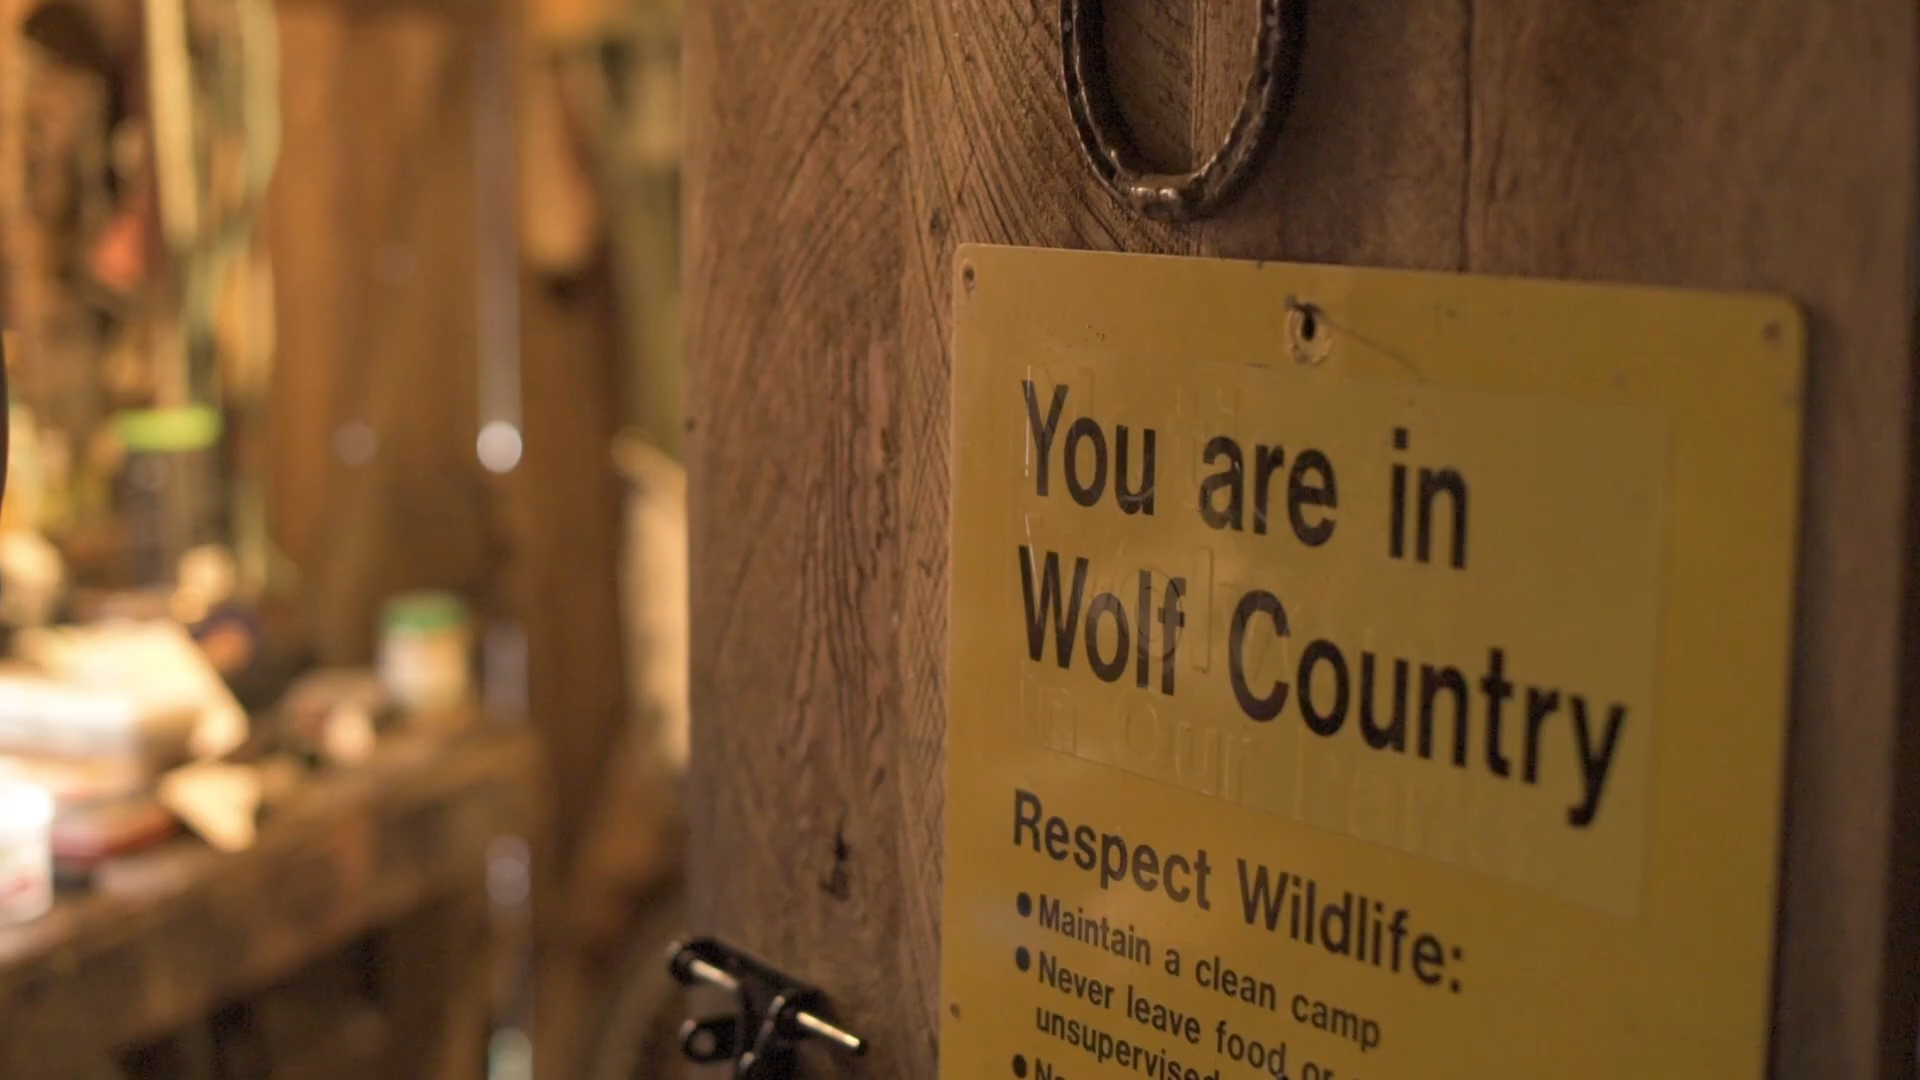 You are in
Wolf Country
Respect Wildlife:
• Maintain a clean camp
• Never leave food or
unsupervised